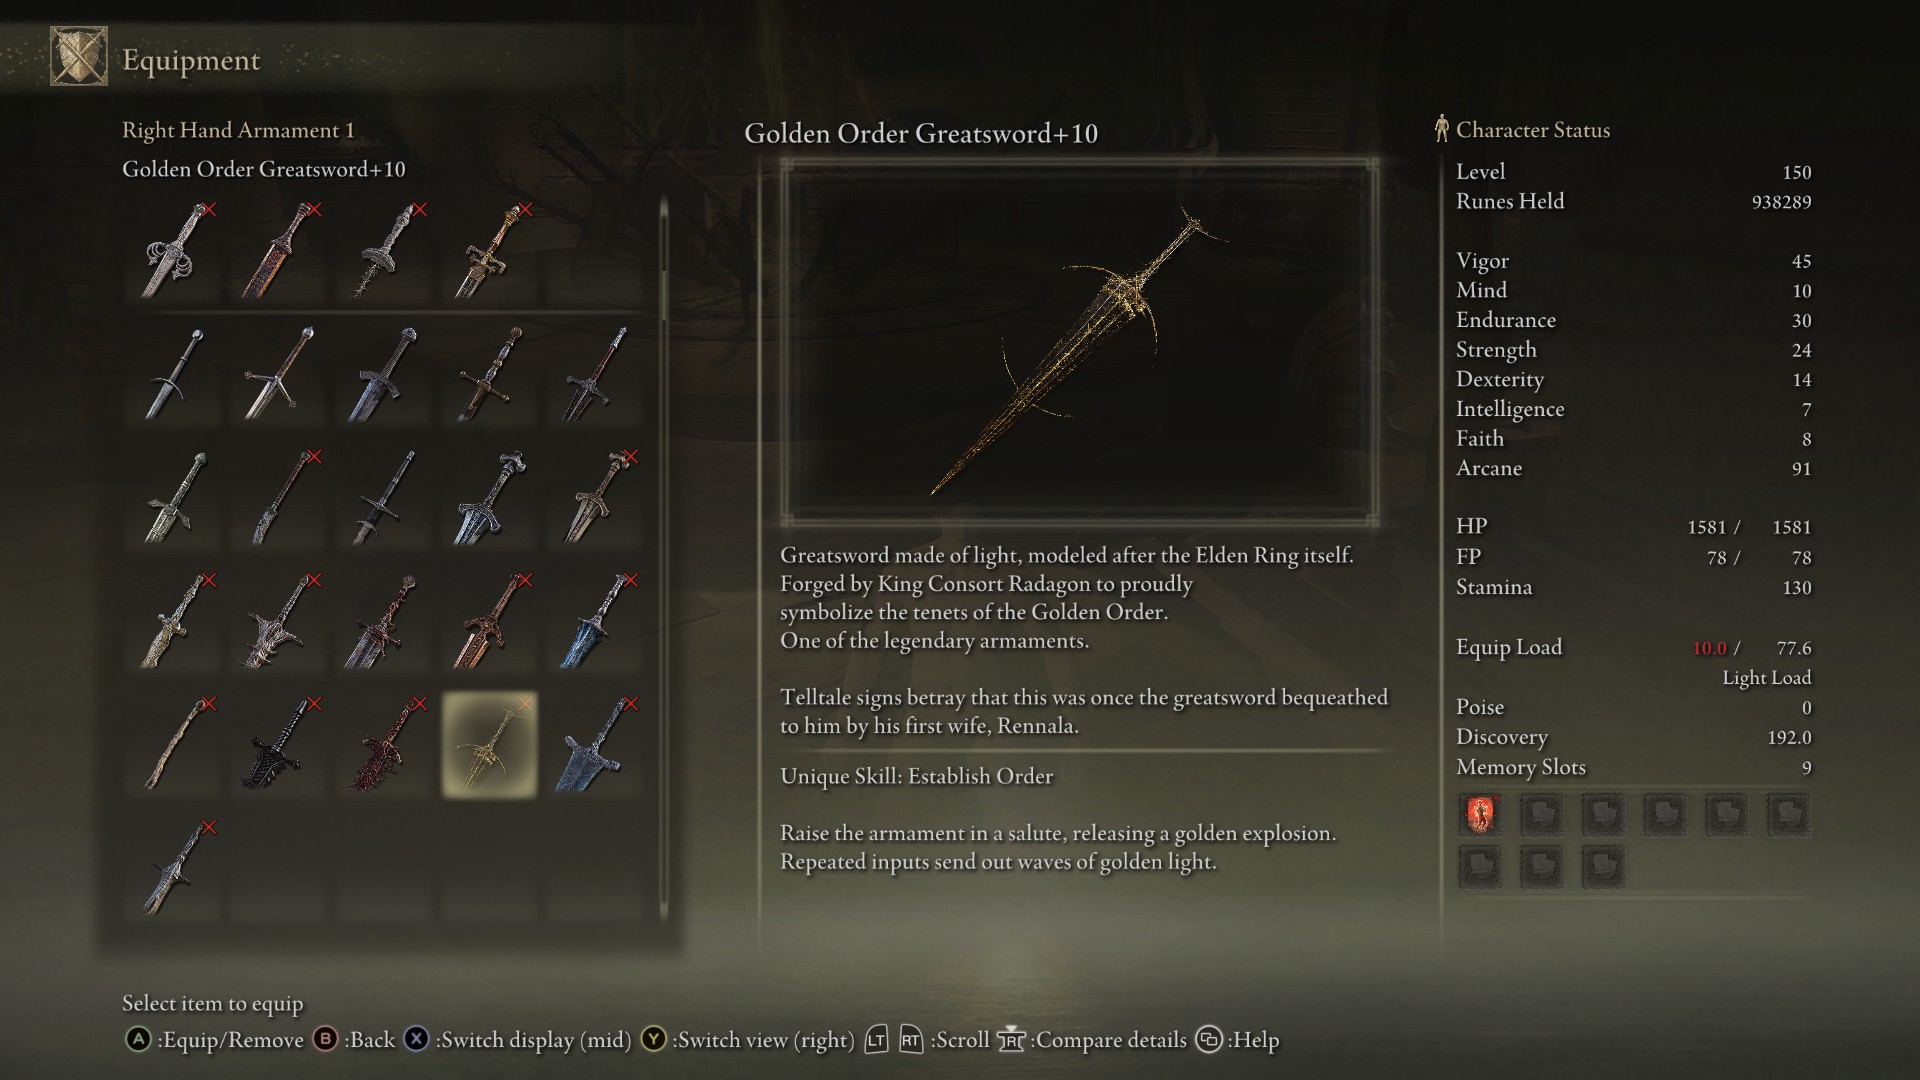 Equipment
Right Hand Armament 1
Golden Order Greatsword+10
Golden Order Greatsword+10
Greatsword made of light, modeled after the Elden Ring itself.
Forged by King Consort Radagon to proudly
symbolize the tenets of the Golden Order.
One of the legendary armaments.
Telltale signs betray that this was once the greatsword bequeathed
to him by his first wife, Rennala.
Unique Skill: Establish Order
Raise the armament in a salute, releasing a golden explosion.
Repeated inputs send out waves of golden light.
Character Status
Level 150
Runes Held 938289
Vigor 45
Mind 10
Endurance 30
Strength 24
Dexterity 14
Intelligence 7
Faith 8
Arcane 91
HP 1581 / 1581
FP 78 / 78
Stamina 130
Equip Load 10.0 / 77.6
Light Load
Poise 0
Discovery 192.0
Memory Slots 9
Select item to equip
A :Equip/Remove B :Back X :Switch display (mid) Y :Switch view (right) LT RT :Scroll R :Compare details :Help